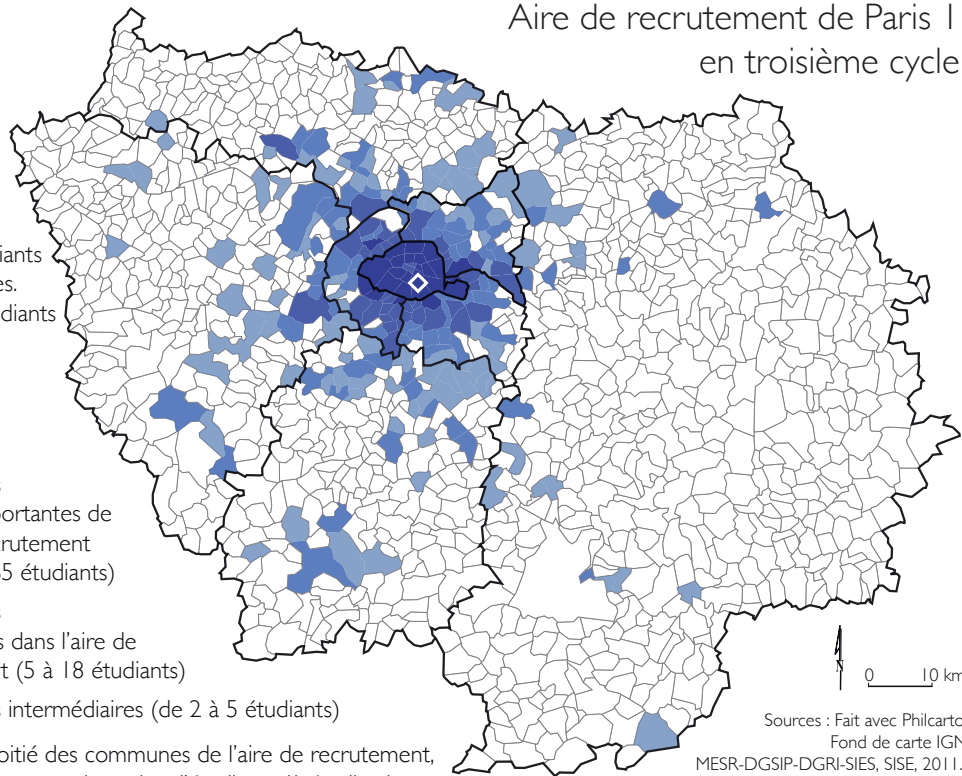 Aire de recrutement de Paris 1
en troisième cycle
diants
es.
diants
s
portantes de
crutement
5 étudiants)
s
s dans l’aire de
t (5 à 18 étudiants)
s intermédiaires (de 2 à 5 étudiants)
oitié des communes de l’aire de recrutement,
N
0 10 km
Sources : Fait avec Philcarto
Fond de carte IGN
MESR-DGSIP-DGRI-SIES, SISE, 2011.